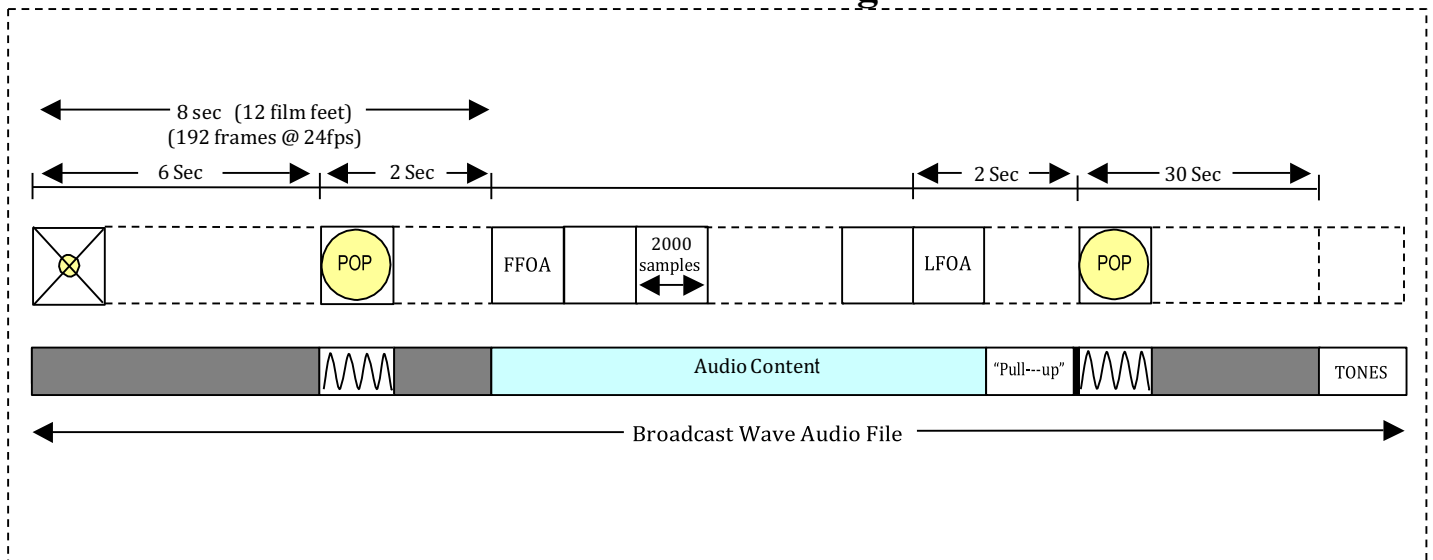 8 sec (12 film feet)
(192 frames @ 24fps)
6 Sec
2 Sec
2 Sec
30 Sec
POP
FFOA
2000
samples
LFOA
POP
Audio Content
“Pull---up”
TONES
Broadcast Wave Audio File